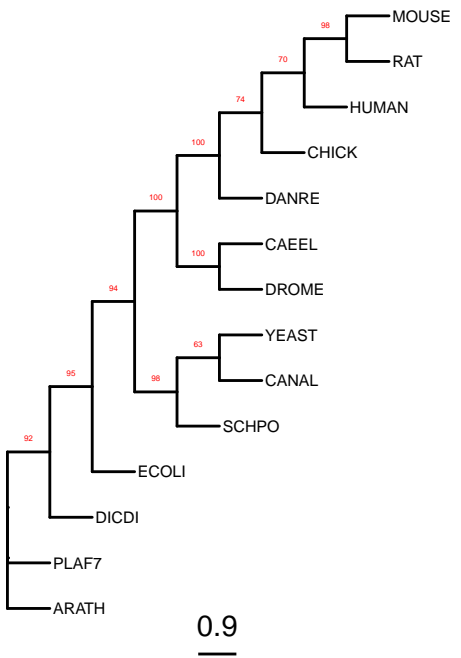 MOUSE
98
RAT
70
HUMAN
74
CHICK
100
DANRE
100
CAEEL
100
DROME
94
YEAST
63
CANAL
98
SCHPO
95
ECOLI
92
DICDI
PLAF7
ARATH
0.9